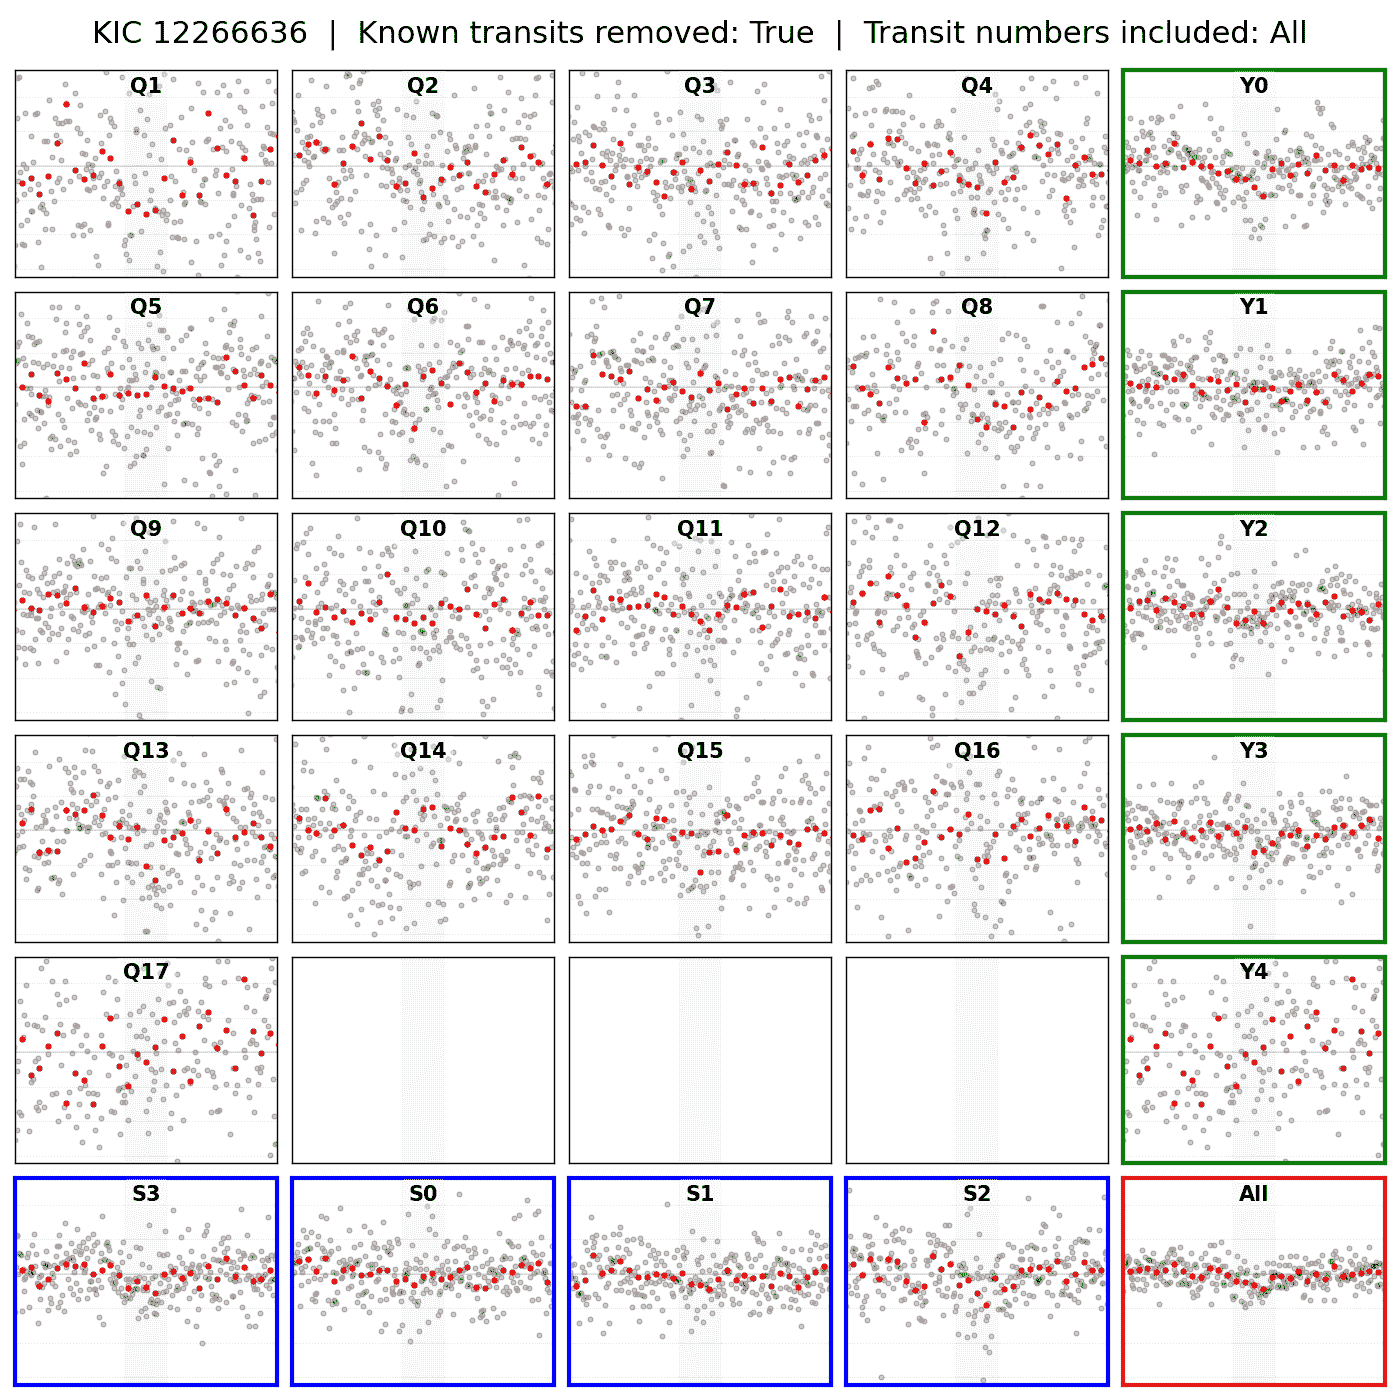 KIC 12266636 | Known transits removed: True | Transit numbers included: All
Q1 Q2 Q3 Q4 Y0
Q5 Q6 Q7 Q8 Y1
Q9 Q10 Q11 Q12 Y2
Q13 Q14 Q15 Q16 Y3
Q17 Y4
S3 S0 S1 S2 All